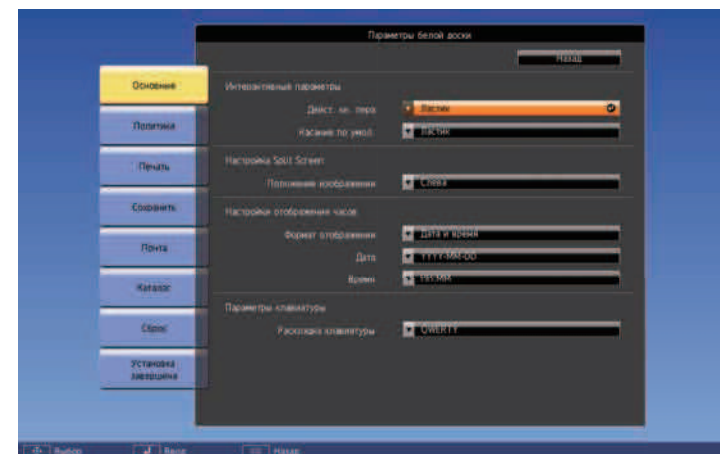 Параметры белой доски
Назад
Основные
Интерактивные параметры
Дейст. кн. пера
Ластик
Политика
Касание по умол.
Ластик
Печать
Настройка Split Screen
Положение изображения
Слева
Сохранить
Настройки отображения часов
Формат отображения
Дата и время
Почта
Дата
YYYY-MM-DD
Время
HH:MM
Каталог
Параметры клавиатуры
Сброс
Раскладка клавиатуры
QWERTY
Установка
завершена
Выбор
Ввод
Назад